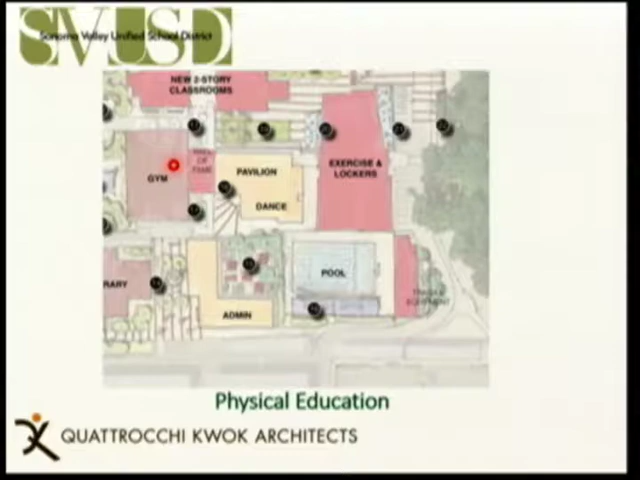 SVUSD
Sonoma Valley Unified School District
NEW 2-STORY
CLASSROOMS
GYM
OF
FAME
PAVILION
DANCE
EXERCISE &
LOCKERS
RARY
ADMIN
POOL
EQUIPMENT
Physical Education
QUATTROCCHI KWOK ARCHITECTS